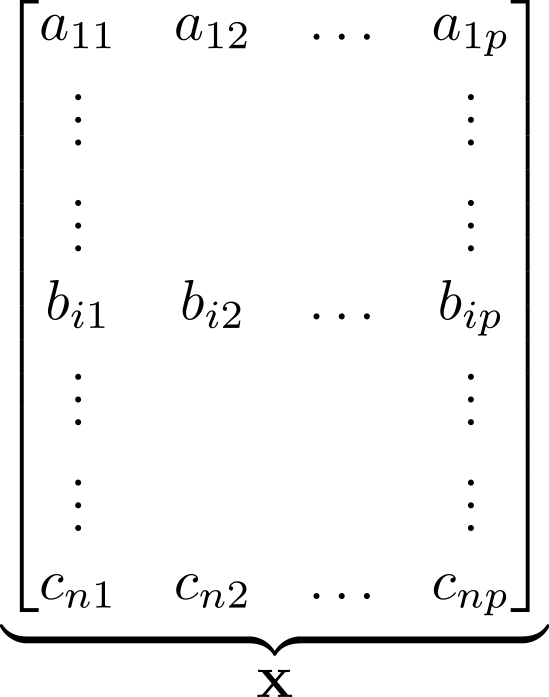 a₁₁ a₁₂ … a₁ₚ
⋮ ⋮
⋮ ⋮
bᵢ₁ bᵢ₂ … bᵢₚ
⋮ ⋮
⋮ ⋮
cₙ₁ cₙ₂ … cₙₚ
x